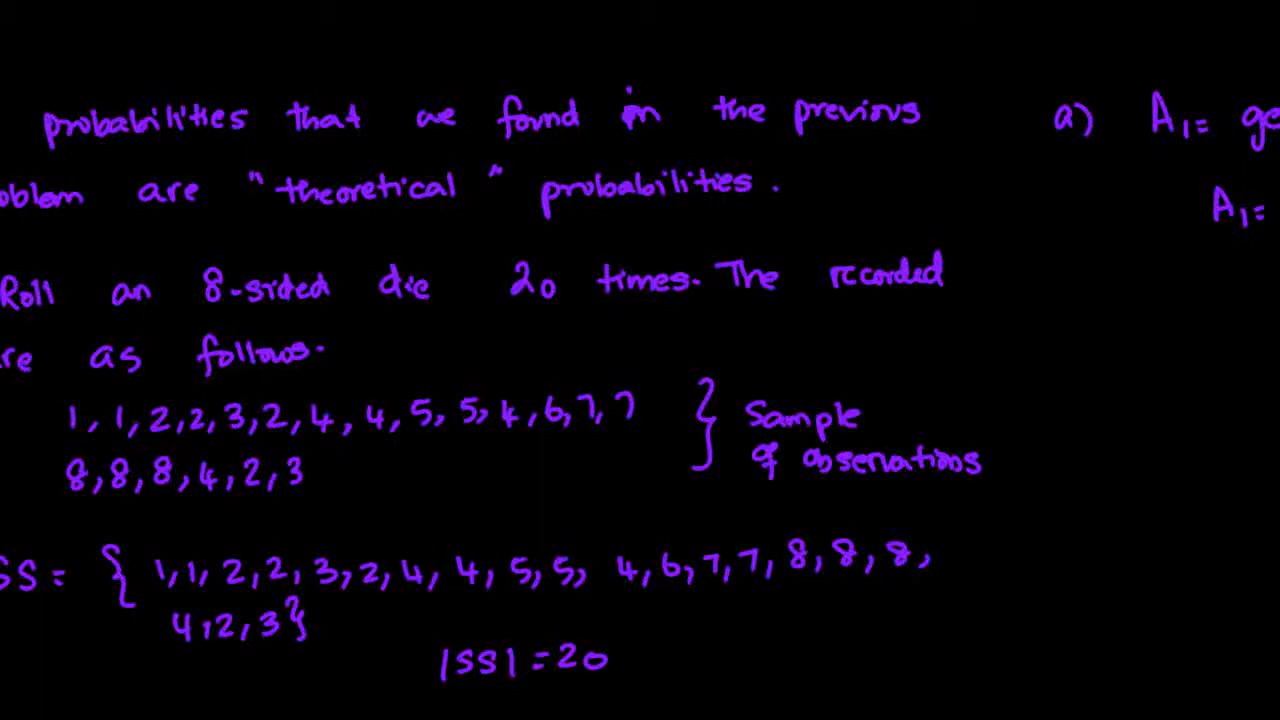 probabilities that we found in the previous
oblem are "theoretical" probabilities.
Roll an 8-sided die 20 times. The recorded
re as follows.
1, 1, 2, 2, 3, 2, 4, 4, 5, 5, 4, 6, 7, 7
8, 8, 8, 4, 2, 3
} Sample
of observations
SS = { 1, 1, 2, 2, 3, 2, 4, 4, 5, 5, 4, 6, 7, 7, 8, 8, 8,
4, 2, 3}
|SS| = 20
a) A1= ge
A1=